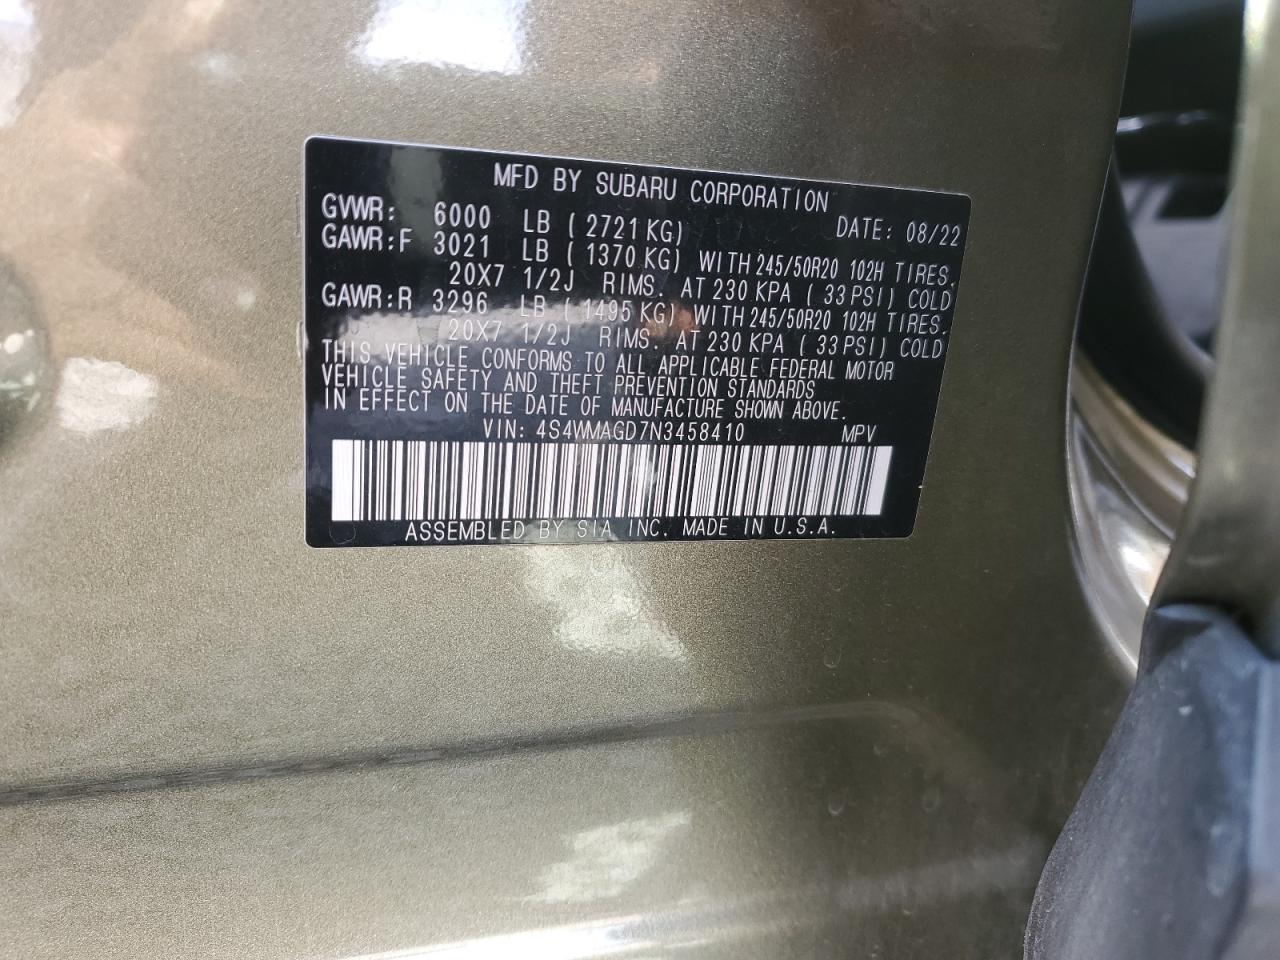 MFD BY SUBARU CORPORATION
GVWR: 6000 LB ( 2721 KG) DATE: 08/22
GAWR:F 3021 LB ( 1370 KG) WITH 245/50R20 102H TIRES.
20X7 1/2J RIMS. AT 230 KPA ( 33 PSI) COLD
GAWR:R 3296 LB ( 1495 KG) WITH 245/50R20 102H TIRES.
20X7 1/2J RIMS. AT 230 KPA ( 33 PSI) COLD
THIS VEHICLE CONFORMS TO ALL APPLICABLE FEDERAL MOTOR
VEHICLE SAFETY AND THEFT PREVENTION STANDARDS
IN EFFECT ON THE DATE OF MANUFACTURE SHOWN ABOVE.
VIN: 4S4WMAGD7N3458410 MPV
ASSEMBLED BY SIA INC. MADE IN U.S.A.